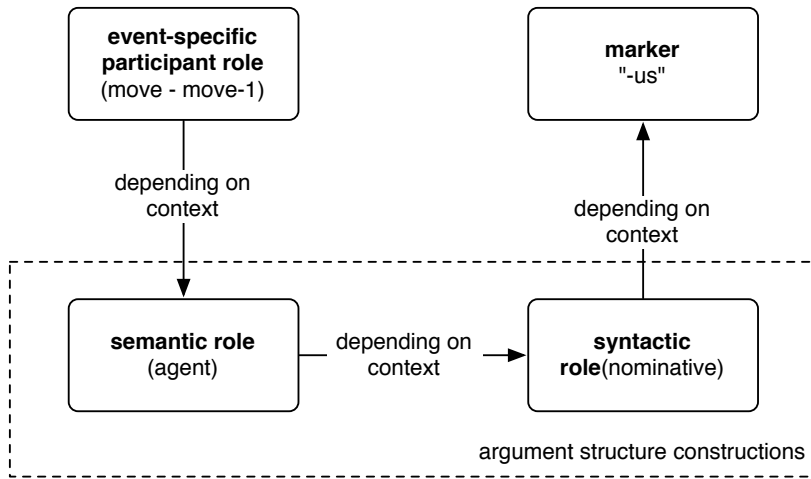 event-specific
participant role
(move - move-1)
marker
"-us"
depending on
context
depending on
context
semantic role
(agent)
depending on
context
syntactic
role(nominative)
argument structure constructions